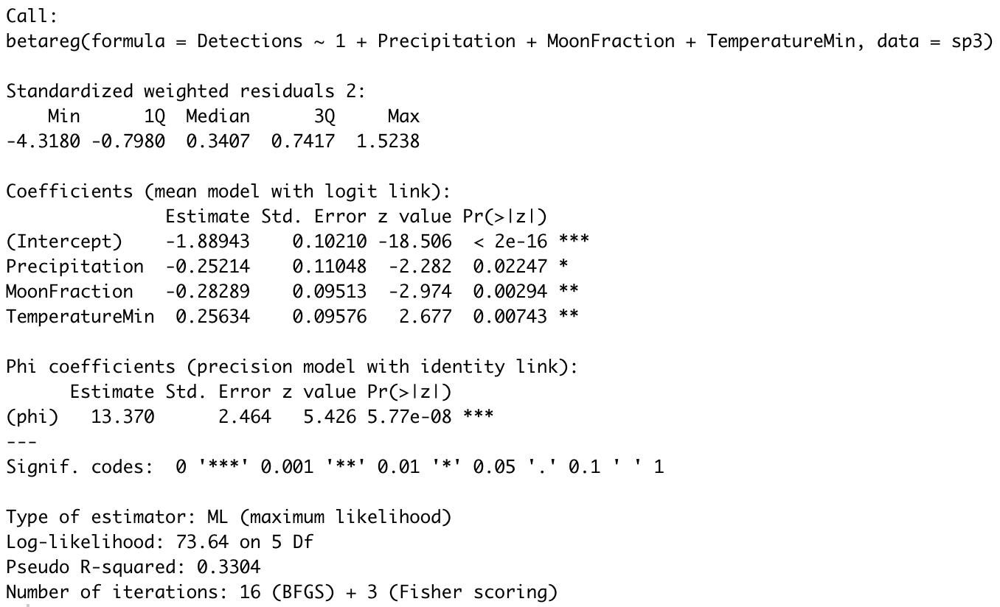 Call:
betareg(formula = Detections ~ 1 + Precipitation + MoonFraction + TemperatureMin, data = sp3)
Standardized weighted residuals 2:
    Min      1Q  Median      3Q     Max
-4.3180 -0.7980  0.3407  0.7417  1.5238
Coefficients (mean model with logit link):
               Estimate Std. Error z value Pr(>|z|)
(Intercept)    -1.88943    0.10210 -18.506  < 2e-16 ***
Precipitation  -0.25214    0.11048  -2.282  0.02247 *
MoonFraction   -0.28289    0.09513  -2.974  0.00294 **
TemperatureMin  0.25634    0.09576   2.677  0.00743 **
Phi coefficients (precision model with identity link):
      Estimate Std. Error z value Pr(>|z|)
(phi)   13.370      2.464   5.426 5.77e-08 ***
---
Signif. codes:  0 '***' 0.001 '**' 0.01 '*' 0.05 '.' 0.1 ' ' 1
Type of estimator: ML (maximum likelihood)
Log-likelihood: 73.64 on 5 Df
Pseudo R-squared: 0.3304
Number of iterations: 16 (BFGS) + 3 (Fisher scoring)